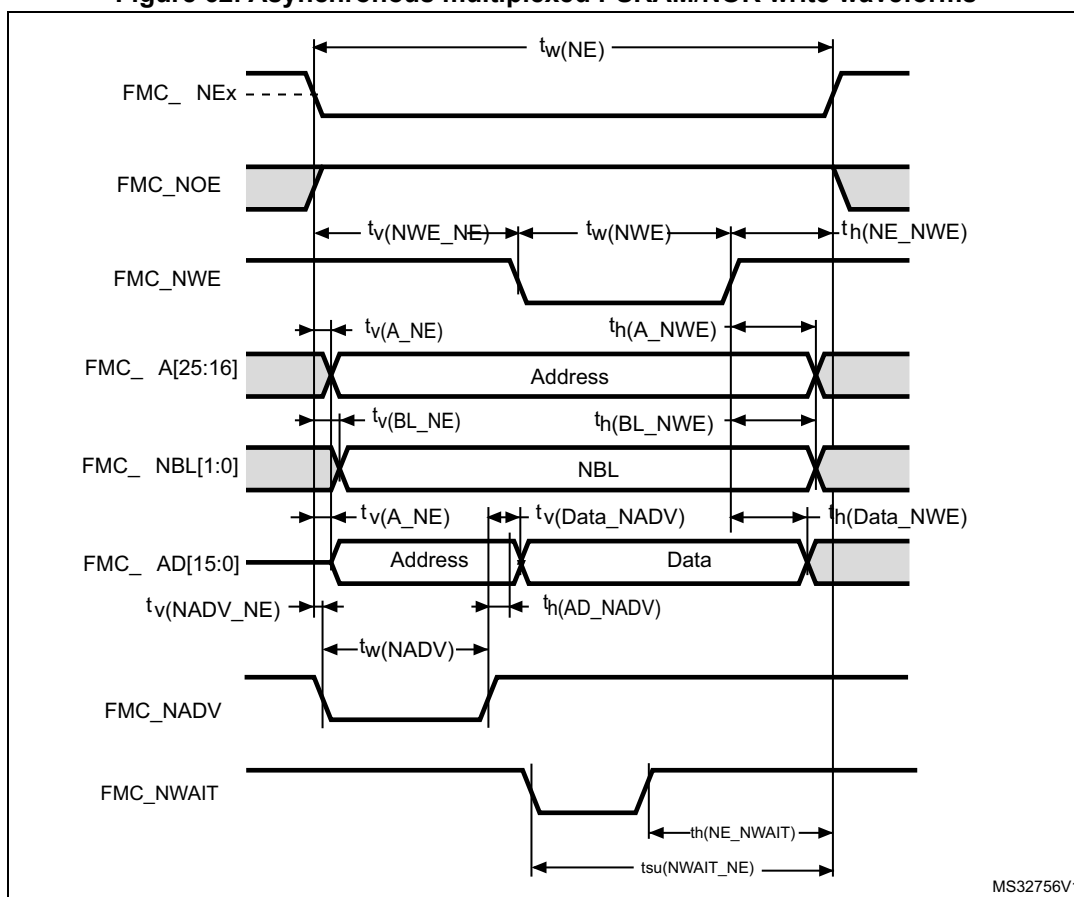 Figure 62. Asynchronous multiplexed PSRAM/NOR write waveforms
tw(NE)
FMC_ NEx
FMC_NOE
tv(NWE_NE) tw(NWE) th(NE_NWE)
FMC_NWE
tv(A_NE) th(A_NWE)
FMC_ A[25:16] Address
tv(BL_NE) th(BL_NWE)
FMC_ NBL[1:0] NBL
tv(A_NE) tv(Data_NADV) th(Data_NWE)
FMC_ AD[15:0] Address Data
tv(NADV_NE) th(AD_NADV)
tw(NADV)
FMC_NADV
FMC_NWAIT
th(NE_NWAIT)
tsu(NWAIT_NE)
MS32756V1